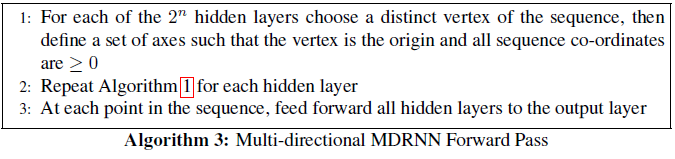 1: For each of the 2^n hidden layers choose a distinct vertex of the sequence, then
define a set of axes such that the vertex is the origin and all sequence co-ordinates
are ≥ 0
2: Repeat Algorithm 1 for each hidden layer
3: At each point in the sequence, feed forward all hidden layers to the output layer
Algorithm 3: Multi-directional MDRNN Forward Pass